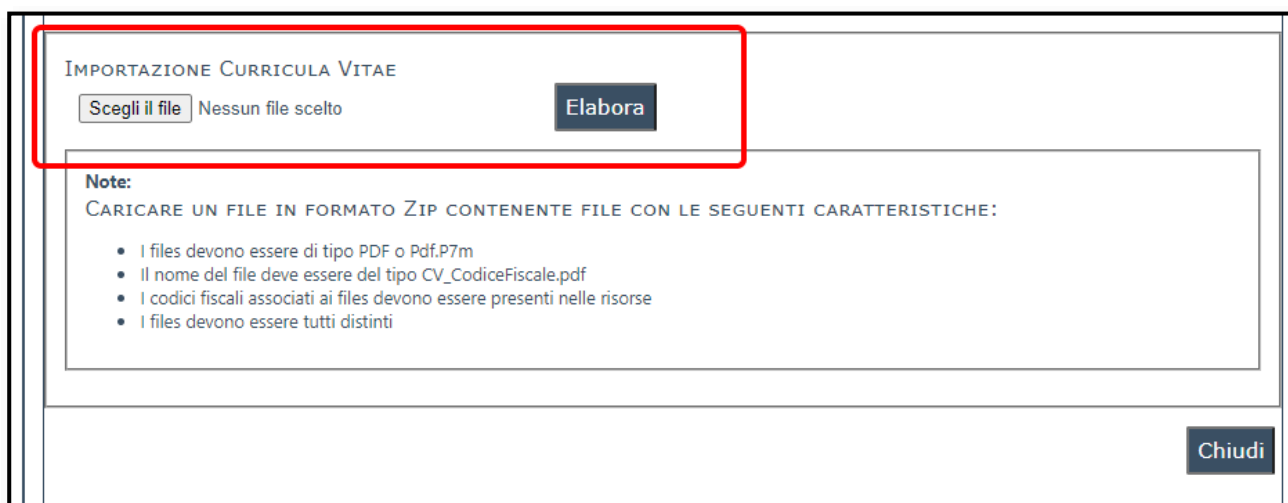 Importazione Curricula Vitae
Scegli il file Nessun file scelto Elabora
Note:
Caricare un file in formato Zip contenente file con le seguenti caratteristiche:
• I files devono essere di tipo PDF o Pdf.P7m
• Il nome del file deve essere del tipo CV_CodiceFiscale.pdf
• I codici fiscali associati ai files devono essere presenti nelle risorse
• I files devono essere tutti distinti
Chiudi